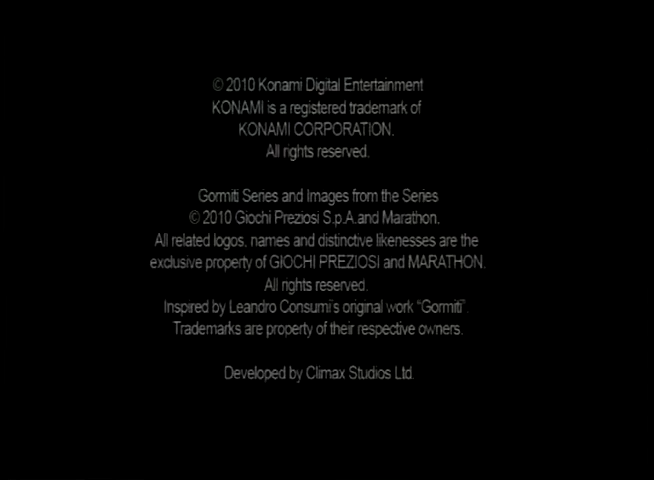 © 2010 Konami Digital Entertainment
KONAMI is a registered trademark of
KONAMI CORPORATION.
All rights reserved.
Gormiti Series and Images from the Series
© 2010 Giochi Preziosi S.p.A.and Marathon.
All related logos, names and distinctive likenesses are the
exclusive property of GIOCHI PREZIOSI and MARATHON.
All rights reserved.
Inspired by Leandro Consumi's original work “Gormiti”.
Trademarks are property of their respective owners.
Developed by Climax Studios Ltd.